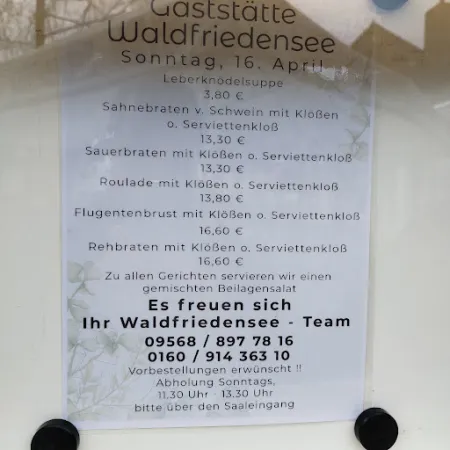 Gaststätte
Waldfriedensee
Sonntag, 16. April
Leberknödelsuppe
3,80 €
Sahnebraten v. Schwein mit Klößen
o. Serviettenkloß
13,30 €
Sauerbraten mit Klößen o. Serviettenkloß
13,30 €
Roulade mit Klößen o. Serviettenkloß
13,80 €
Flugentenbrust mit Klößen o. Serviettenkloß
16,60 €
Rehbraten mit Klößen o. Serviettenkloß
16,60 €
Zu allen Gerichten servieren wir einen
gemischten Beilagensalat
Es freuen sich
Ihr Waldfriedensee - Team
09568 / 897 78 16
0160 / 914 363 10
Vorbestellungen erwünscht !!
Abholung Sonntags,
11.30 Uhr - 13.30 Uhr
bitte über den Saaleingang